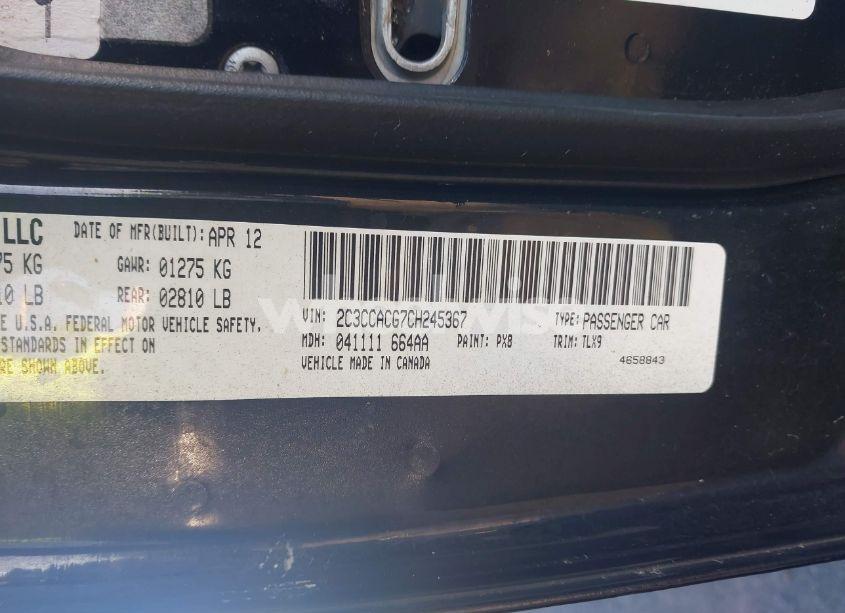 LLC DATE OF MFR(BUILT): APR 12
75 KG GAWR: 01275 KG
10 LB REAR: 02810 LB
E U.S.A. FEDERAL MOTOR VEHICLE SAFETY.
STANDARDS IN EFFECT ON
RE SHOWN ABOVE.
VIN: 2C3CCACG7CH245367 TYPE: PASSENGER CAR
MDH: 041111 664AA PAINT: PX8 TRIM: TLX9
VEHICLE MADE IN CANADA 4658843